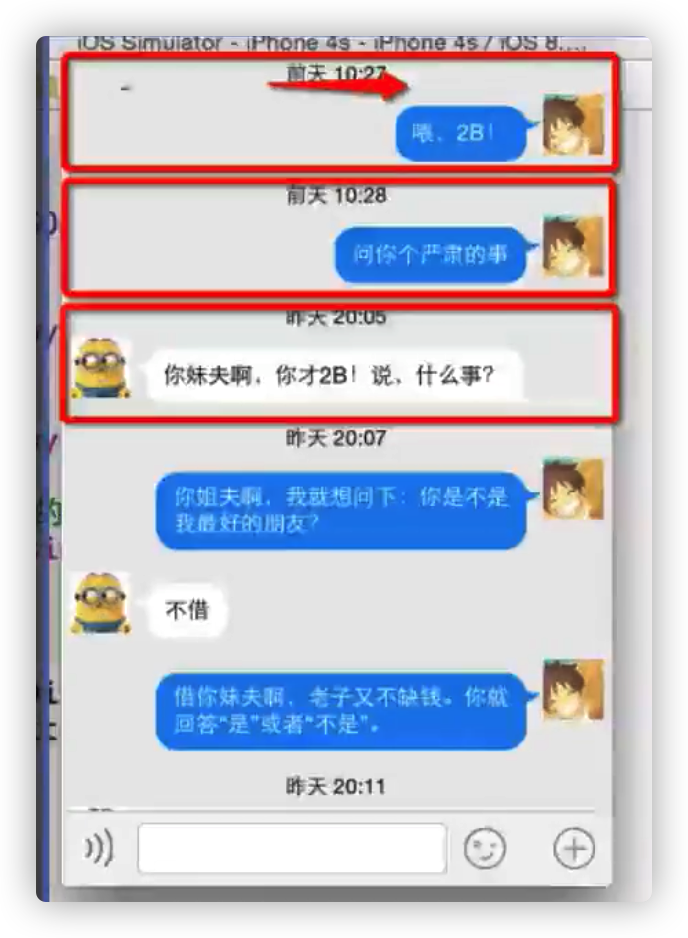 iOS Simulator - iPhone 4s - iPhone 4s / iOS 8....
前天 10:27
喂、2B！
前天 10:28
问你个严肃的事
昨天 20:05
你妹夫啊，你才2B！说、什么事？
昨天 20:07
你姐夫啊，我就想问下：你是不是
我最好的朋友？
不借
借你妹夫啊，老子又不缺钱。你就
回答“是”或者“不是”。
昨天 20:11